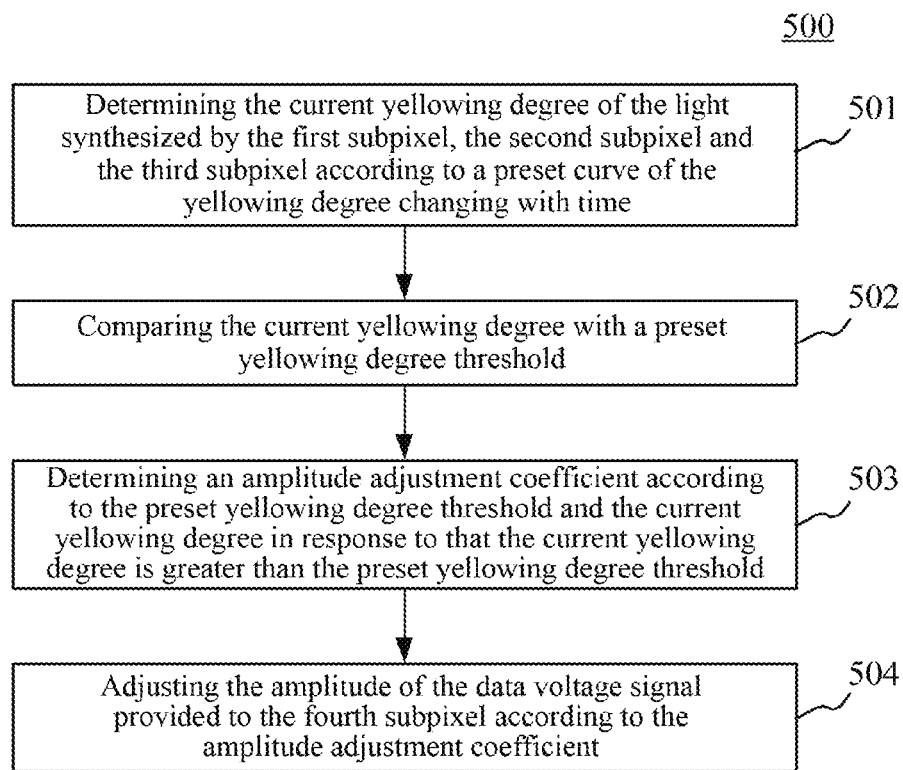 500
Determining the current yellowing degree of the light
synthesized by the first subpixel, the second subpixel and
the third subpixel according to a preset curve of the
yellowing degree changing with time
501
Comparing the current yellowing degree with a preset
yellowing degree threshold
502
Determining an amplitude adjustment coefficient according
to the preset yellowing degree threshold and the current
yellowing degree in response to that the current yellowing
degree is greater than the preset yellowing degree threshold
503
Adjusting the amplitude of the data voltage signal
provided to the fourth subpixel according to the
amplitude adjustment coefficient
504